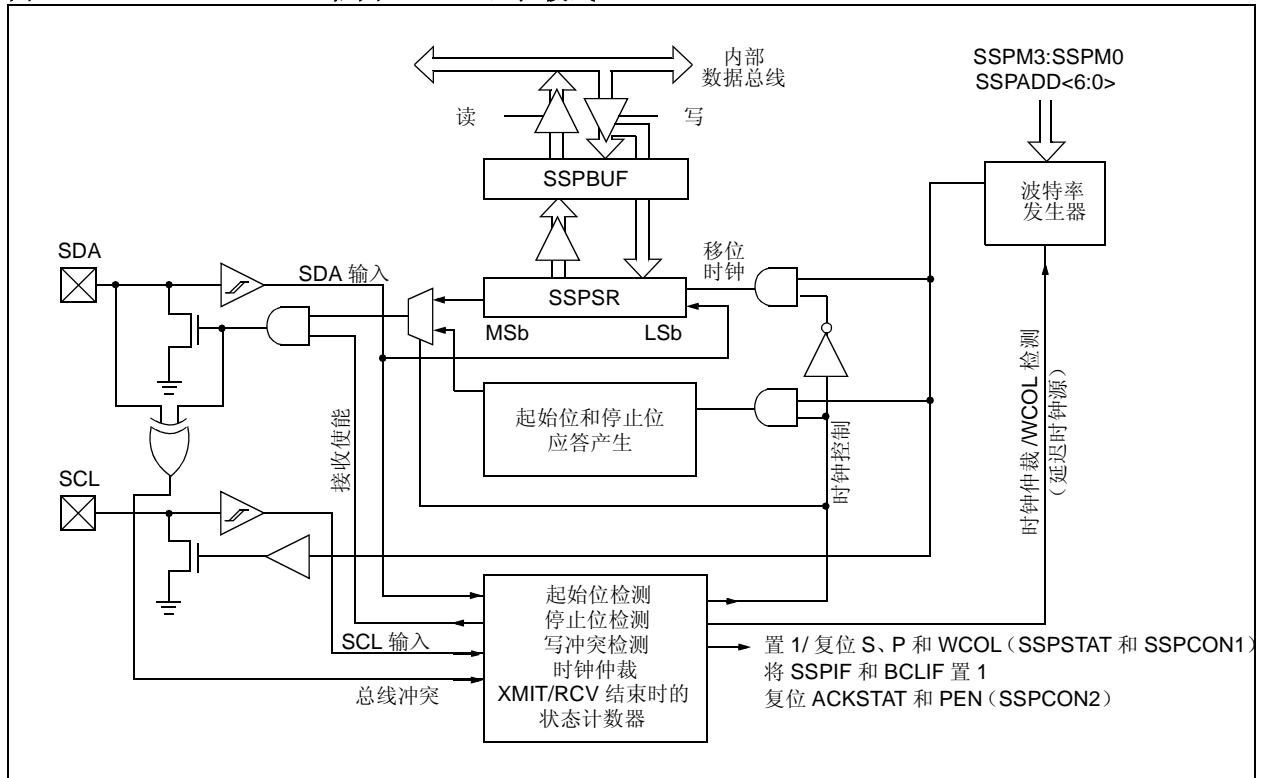 内部
数据总线
SSPM3:SSPM0
SSPADD<6:0>
读
写
SSPBUF
波特率
发生器
移位
时钟
SDA
SDA 输入
SSPSR
MSb
LSb
起始位和停止位
应答产生
接收使能
时钟控制
时钟仲裁 /WCOL 检测
（延迟时钟源）
SCL
起始位检测
停止位检测
写冲突检测
时钟仲裁
XMIT/RCV 结束时的
状态计数器
SCL 输入
总线冲突
置 1/ 复位 S、P 和 WCOL（SSPSTAT 和 SSPCON1）
将 SSPIF 和 BCLIF 置 1
复位 ACKSTAT 和 PEN（SSPCON2）